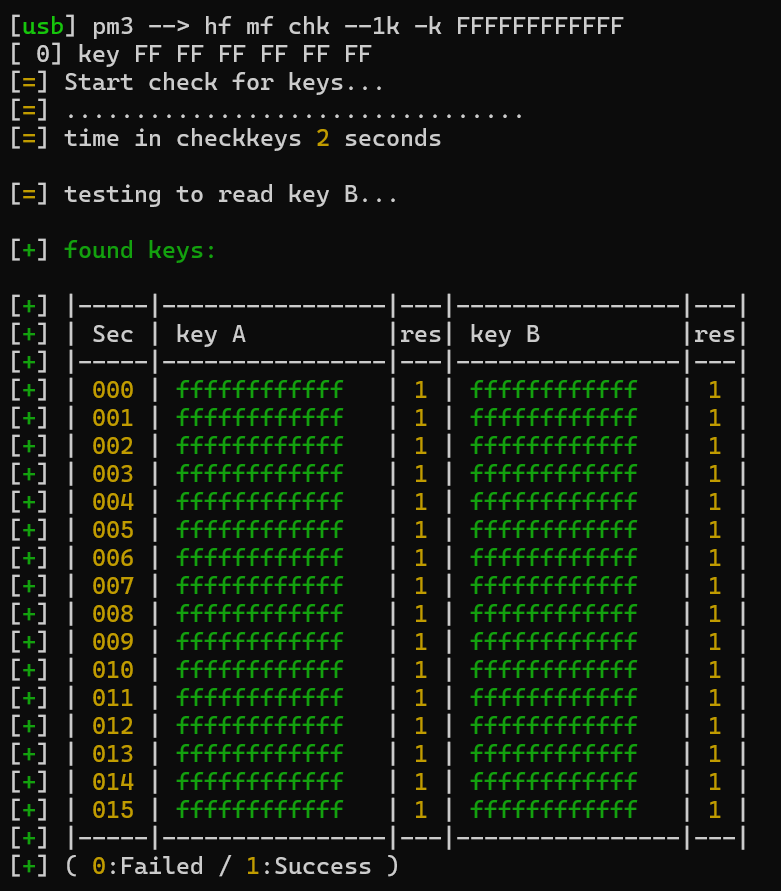 [usb] pm3 --> hf mf chk --1k -k FFFFFFFFFFFF
[ 0] key FF FF FF FF FF FF
[=] Start check for keys...
[=] .................................
[=] time in checkkeys 2 seconds
[=] testing to read key B...
[+] found keys:
[+] |-----|----------------|---|----------------|---|
[+] | Sec | key A          |res| key B          |res|
[+] |-----|----------------|---|----------------|---|
[+] | 000 | ffffffffffff   | 1 | ffffffffffff   | 1 |
[+] | 001 | ffffffffffff   | 1 | ffffffffffff   | 1 |
[+] | 002 | ffffffffffff   | 1 | ffffffffffff   | 1 |
[+] | 003 | ffffffffffff   | 1 | ffffffffffff   | 1 |
[+] | 004 | ffffffffffff   | 1 | ffffffffffff   | 1 |
[+] | 005 | ffffffffffff   | 1 | ffffffffffff   | 1 |
[+] | 006 | ffffffffffff   | 1 | ffffffffffff   | 1 |
[+] | 007 | ffffffffffff   | 1 | ffffffffffff   | 1 |
[+] | 008 | ffffffffffff   | 1 | ffffffffffff   | 1 |
[+] | 009 | ffffffffffff   | 1 | ffffffffffff   | 1 |
[+] | 010 | ffffffffffff   | 1 | ffffffffffff   | 1 |
[+] | 011 | ffffffffffff   | 1 | ffffffffffff   | 1 |
[+] | 012 | ffffffffffff   | 1 | ffffffffffff   | 1 |
[+] | 013 | ffffffffffff   | 1 | ffffffffffff   | 1 |
[+] | 014 | ffffffffffff   | 1 | ffffffffffff   | 1 |
[+] | 015 | ffffffffffff   | 1 | ffffffffffff   | 1 |
[+] |-----|----------------|---|----------------|---|
[+] ( 0:Failed / 1:Success )